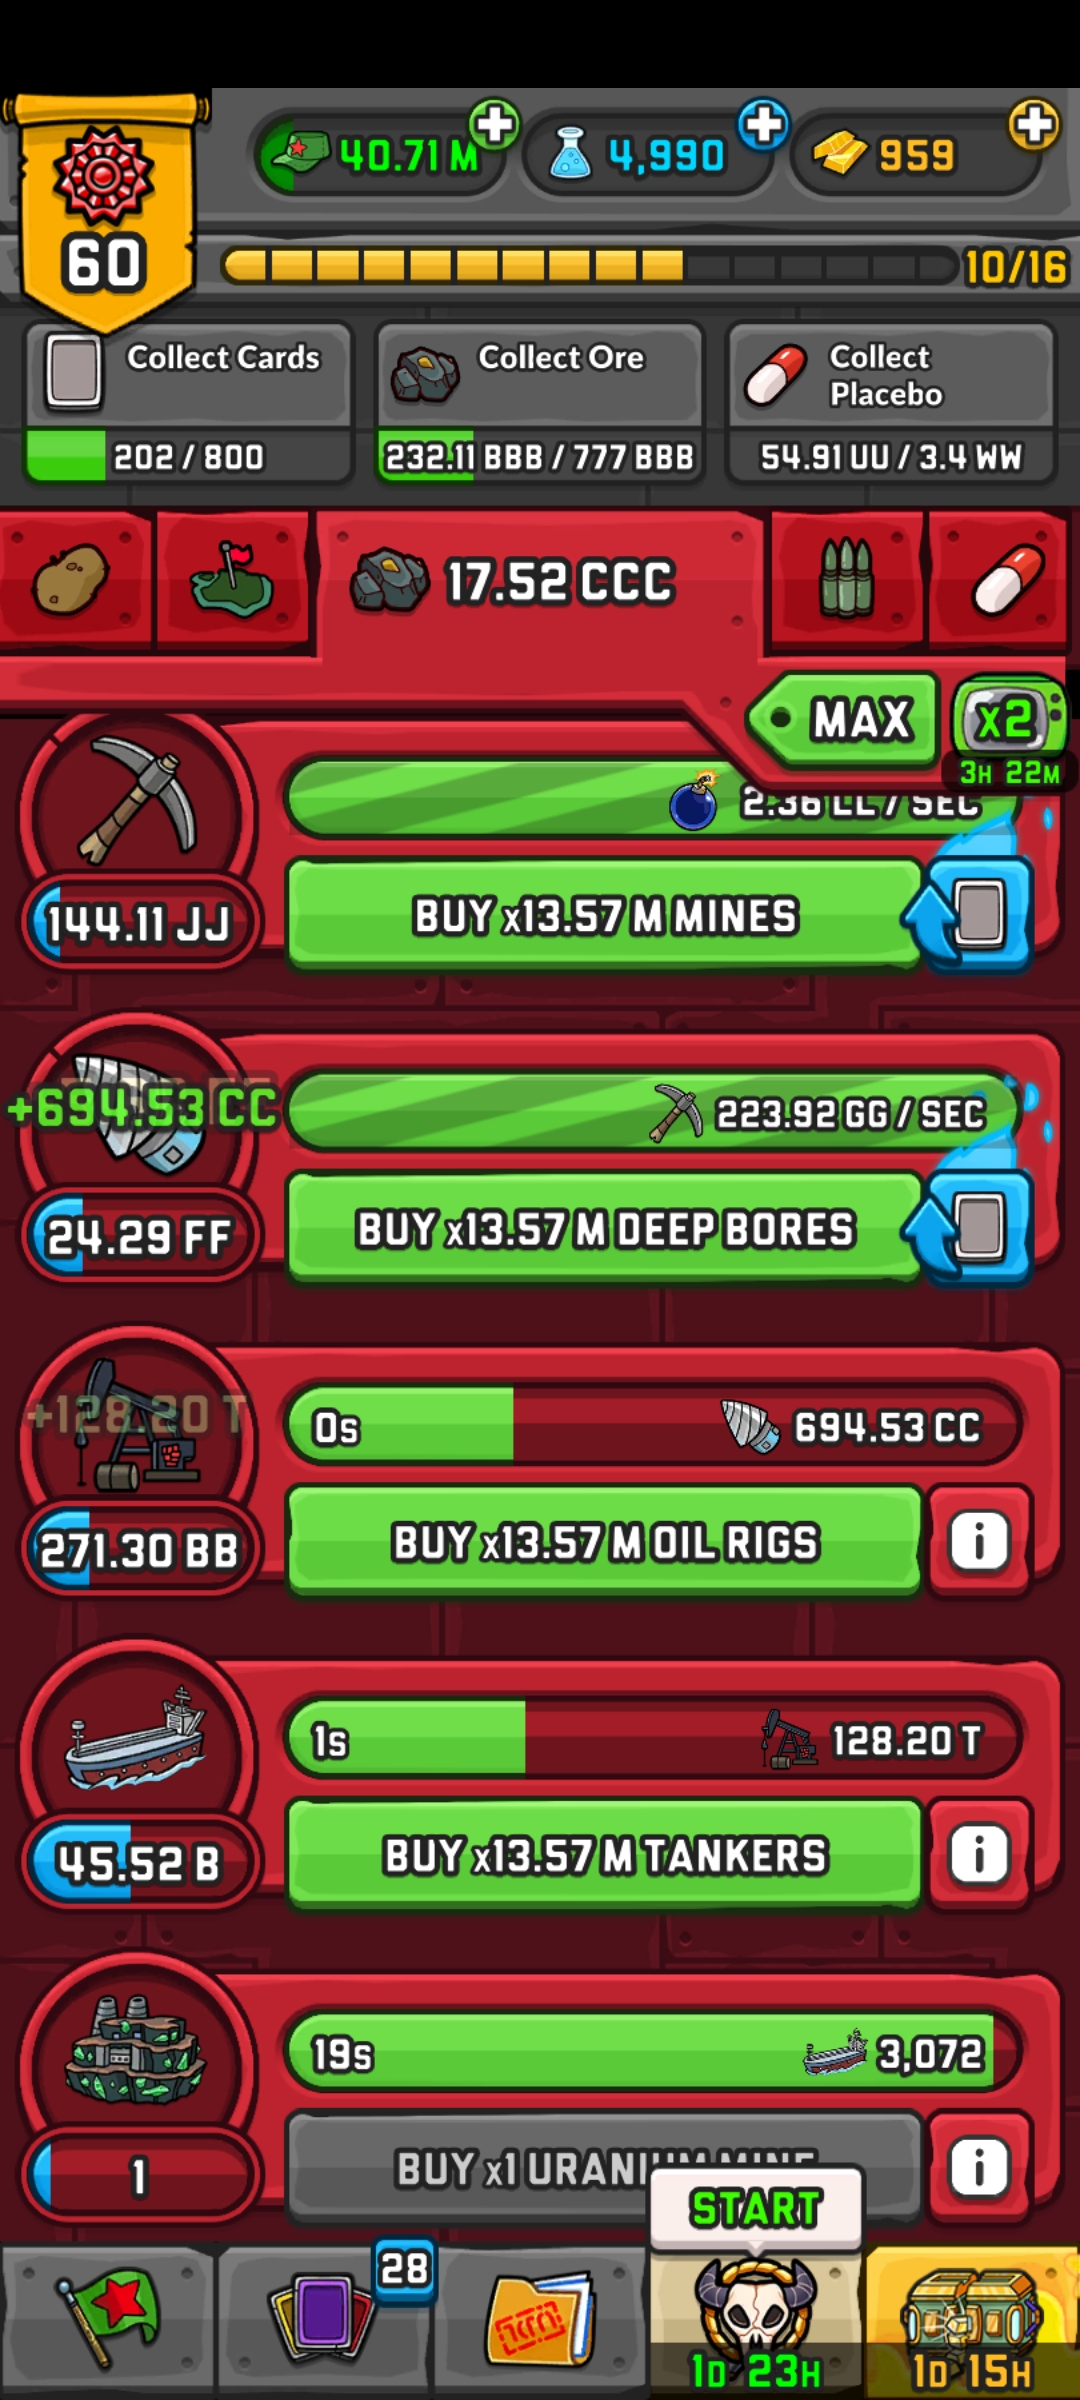 60
40.71 M
4,990
959
10/16
Collect Cards
202 / 800
Collect Ore
232.11 BBB / 777 BBB
Collect
Placebo
54.91 UU / 3.4 WW
17.52 CCC
MAX
x2
3H 22M
2.36 LL / SEC
144.11 JJ
BUY x13.57 M MINES
+694.53 CC
223.92 GG / SEC
24.29 FF
BUY x13.57 M DEEP BORES
+128.20 T
0s
694.53 CC
271.30 BB
BUY x13.57 M OIL RIGS
i
1s
128.20 T
45.52 B
BUY x13.57 M TANKERS
i
19s
3,072
1
BUY x1 URANIUM MINE
i
START
28
1D 23H
1D 15H